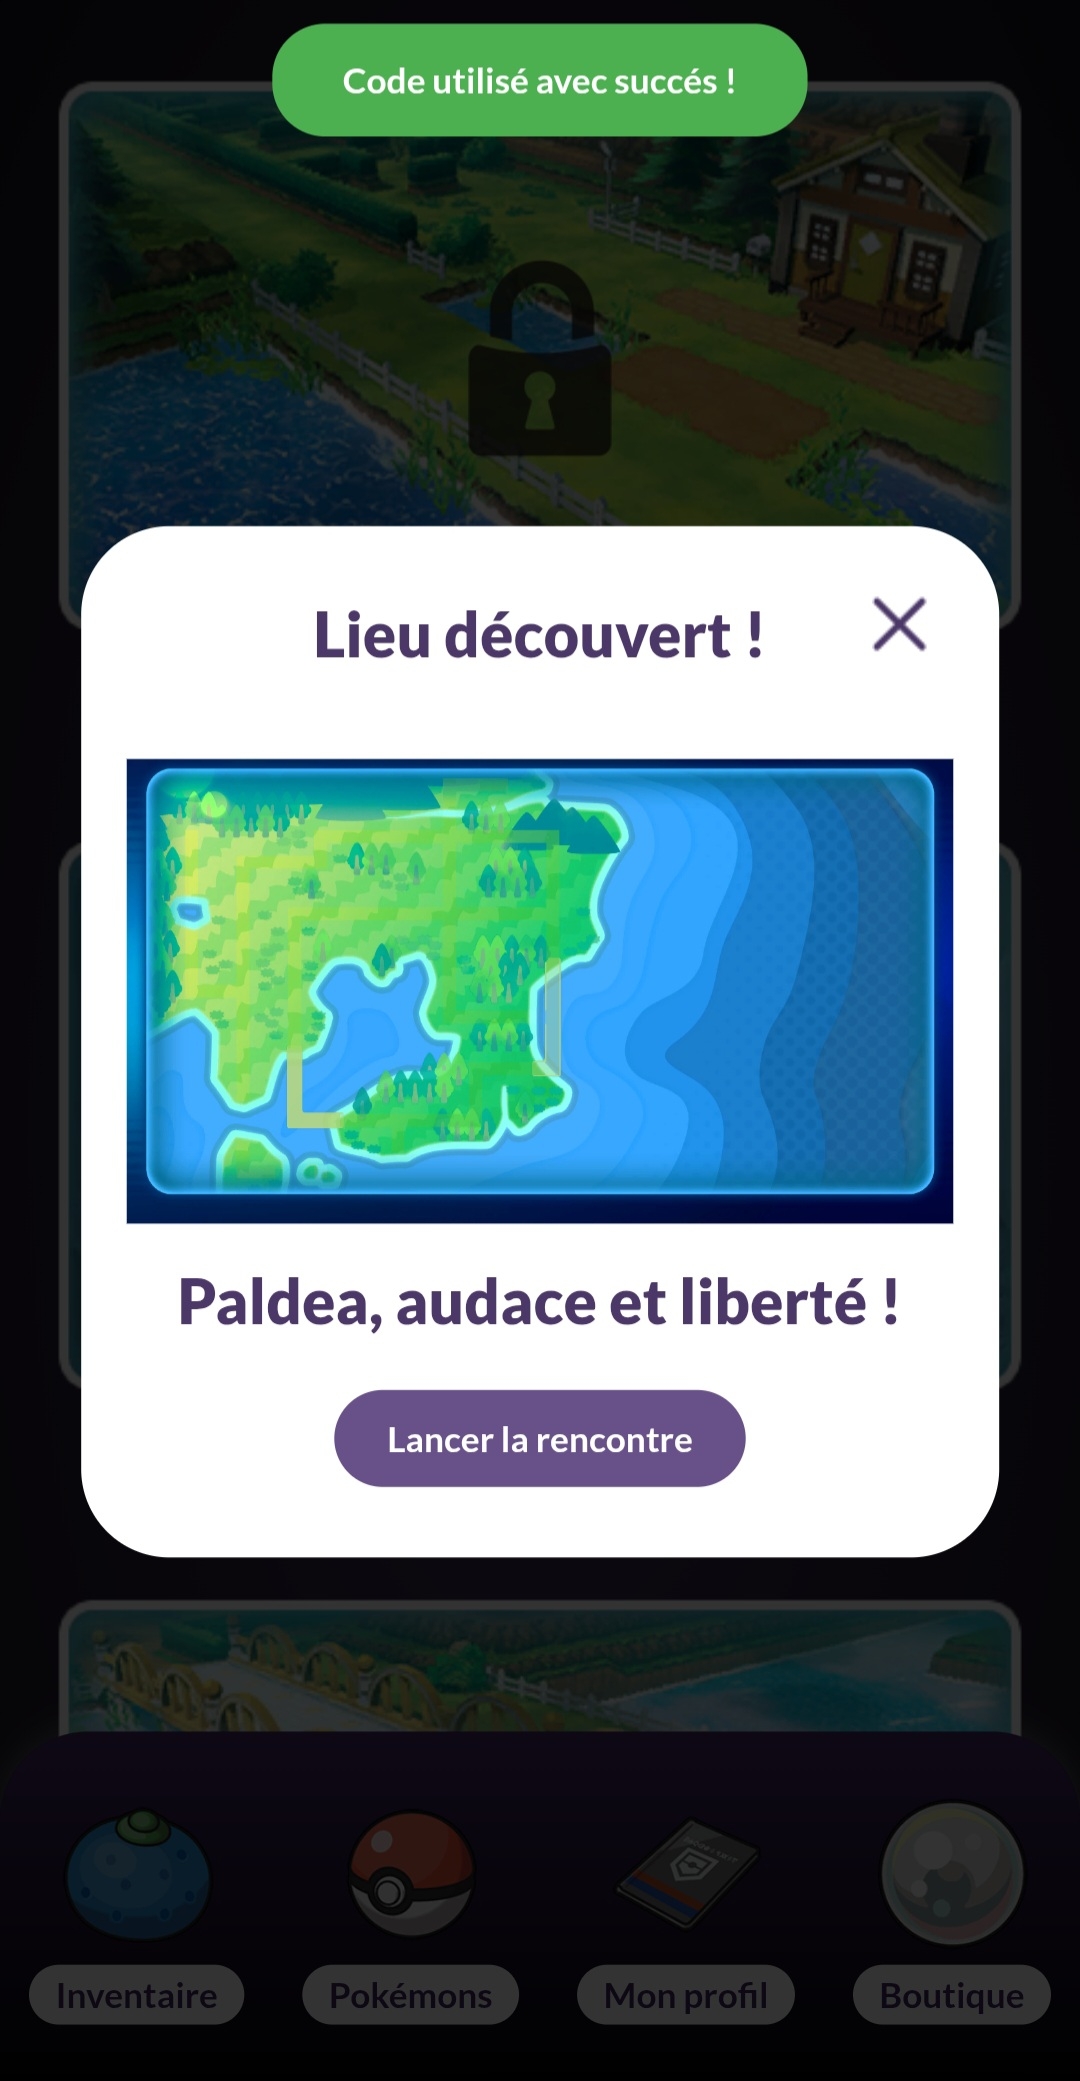 Code utilisé avec succés !
Lieu découvert !
Paldea, audace et liberté !
Lancer la rencontre
Inventaire
Pokémons
Mon profil
Boutique